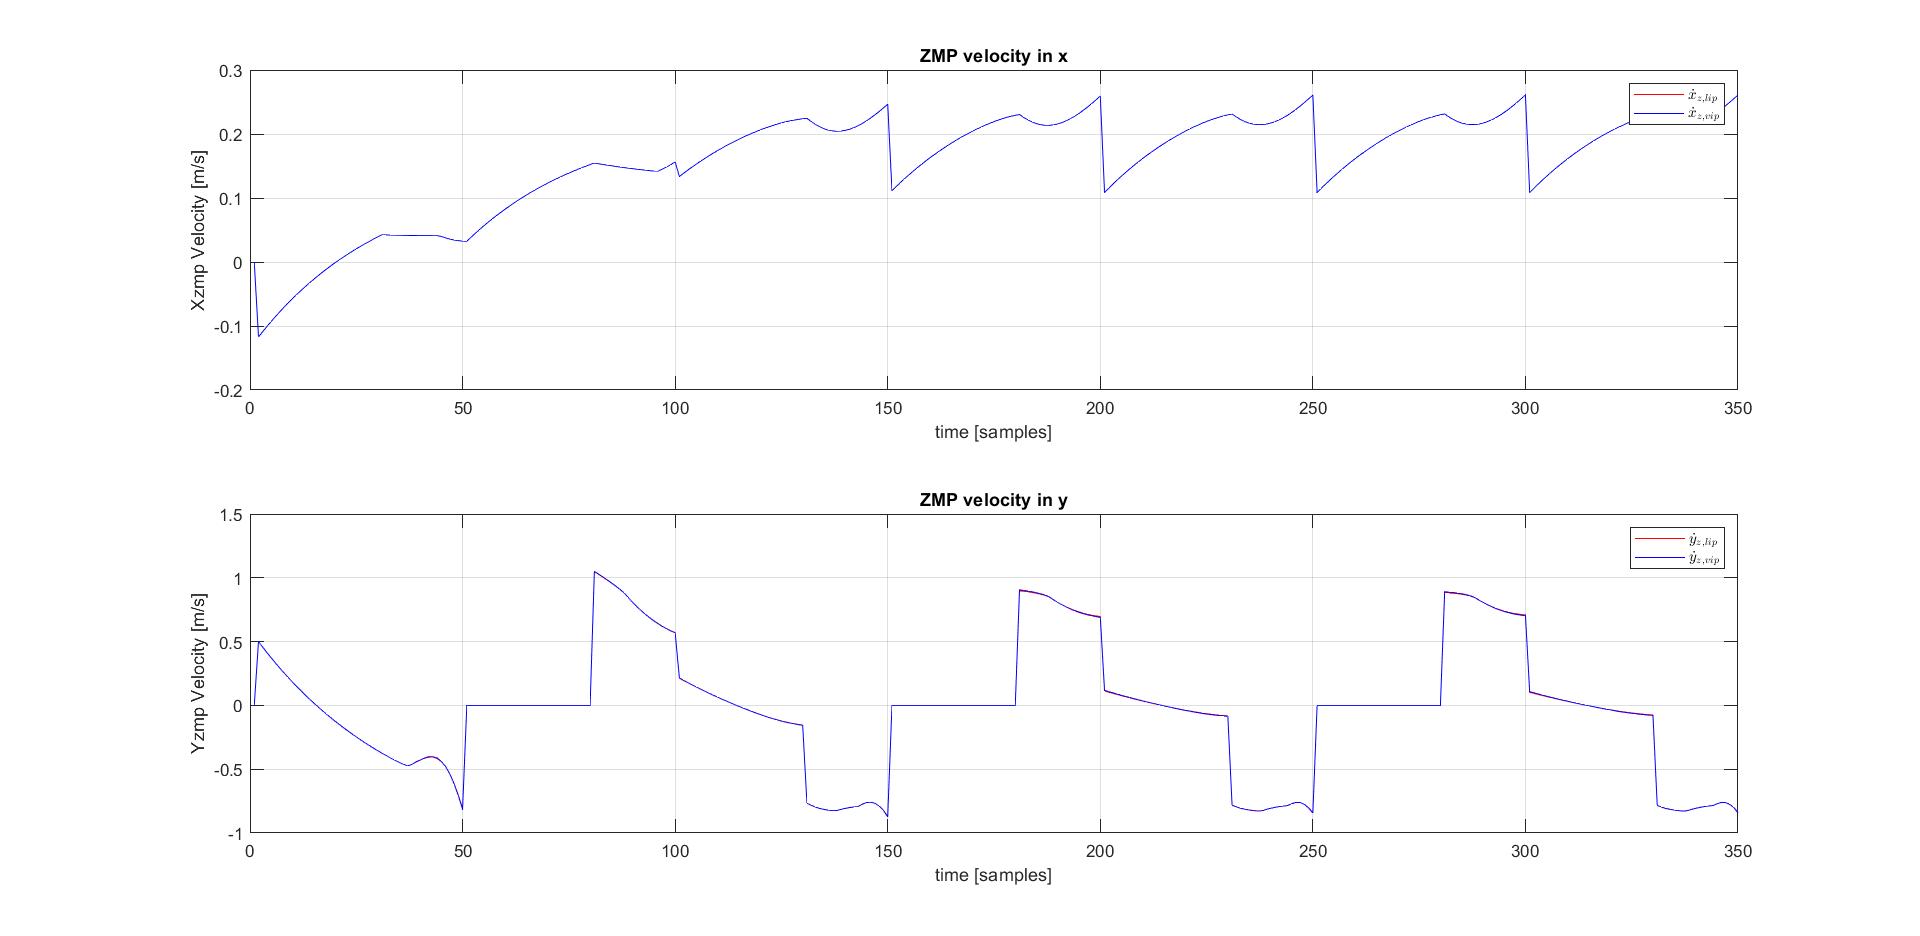 ZMP velocity in x
0.3
0.2
0.1
0
-0.1
-0.2
Xzmp Velocity [m/s]
ẋz,lip
ẋz,vip
0 50 100 150 200 250 300 350
time [samples]
ZMP velocity in y
1.5
1
0.5
0
-0.5
-1
Yzmp Velocity [m/s]
ẏz,lip
ẏz,vip
0 50 100 150 200 250 300 350
time [samples]